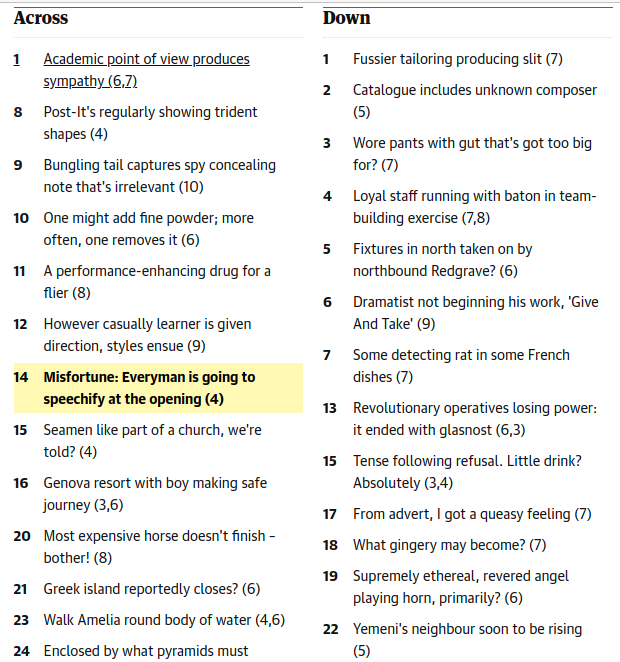 Across
1 Academic point of view produces
sympathy (6,7)
8 Post-It's regularly showing trident
shapes (4)
9 Bungling tail captures spy concealing
note that's irrelevant (10)
10 One might add fine powder; more
often, one removes it (6)
11 A performance-enhancing drug for a
flier (8)
12 However casually learner is given
direction, styles ensue (9)
14 Misfortune: Everyman is going to
speechify at the opening (4)
15 Seamen like part of a church, we're
told? (4)
16 Genova resort with boy making safe
journey (3,6)
20 Most expensive horse doesn't finish –
bother! (8)
21 Greek island reportedly closes? (6)
23 Walk Amelia round body of water (4,6)
24 Enclosed by what pyramids must
Down
1 Fussier tailoring producing slit (7)
2 Catalogue includes unknown composer
(5)
3 Wore pants with gut that's got too big
for? (7)
4 Loyal staff running with baton in team-
building exercise (7,8)
5 Fixtures in north taken on by
northbound Redgrave? (6)
6 Dramatist not beginning his work, 'Give
And Take' (9)
7 Some detecting rat in some French
dishes (7)
13 Revolutionary operatives losing power:
it ended with glasnost (6,3)
15 Tense following refusal. Little drink?
Absolutely (3,4)
17 From advert, I got a queasy feeling (7)
18 What gingery may become? (7)
19 Supremely ethereal, revered angel
playing horn, primarily? (6)
22 Yemeni's neighbour soon to be rising
(5)